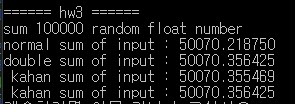 ====== hw3 ======
sum 100000 random float number
normal sum of input : 50070.218750
double sum of input : 50070.356425
 kahan sum of input : 50070.355469
 kahan sum of input : 50070.356425